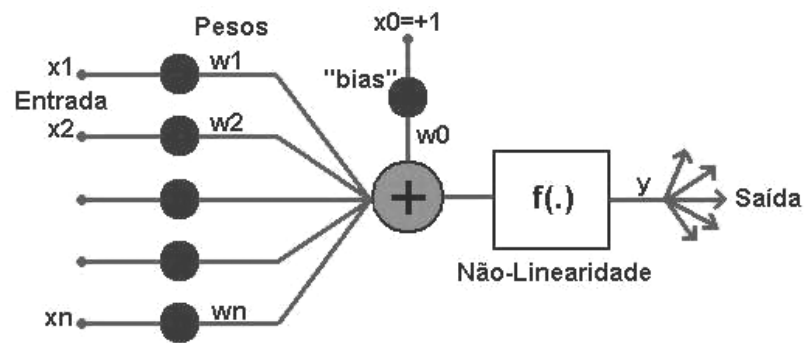 Pesos
x0=+1
x1
w1
"bias"
Entrada
x2
w2
w0
+
f(.)
y
Saída
Não-Linearidade
xn
wn